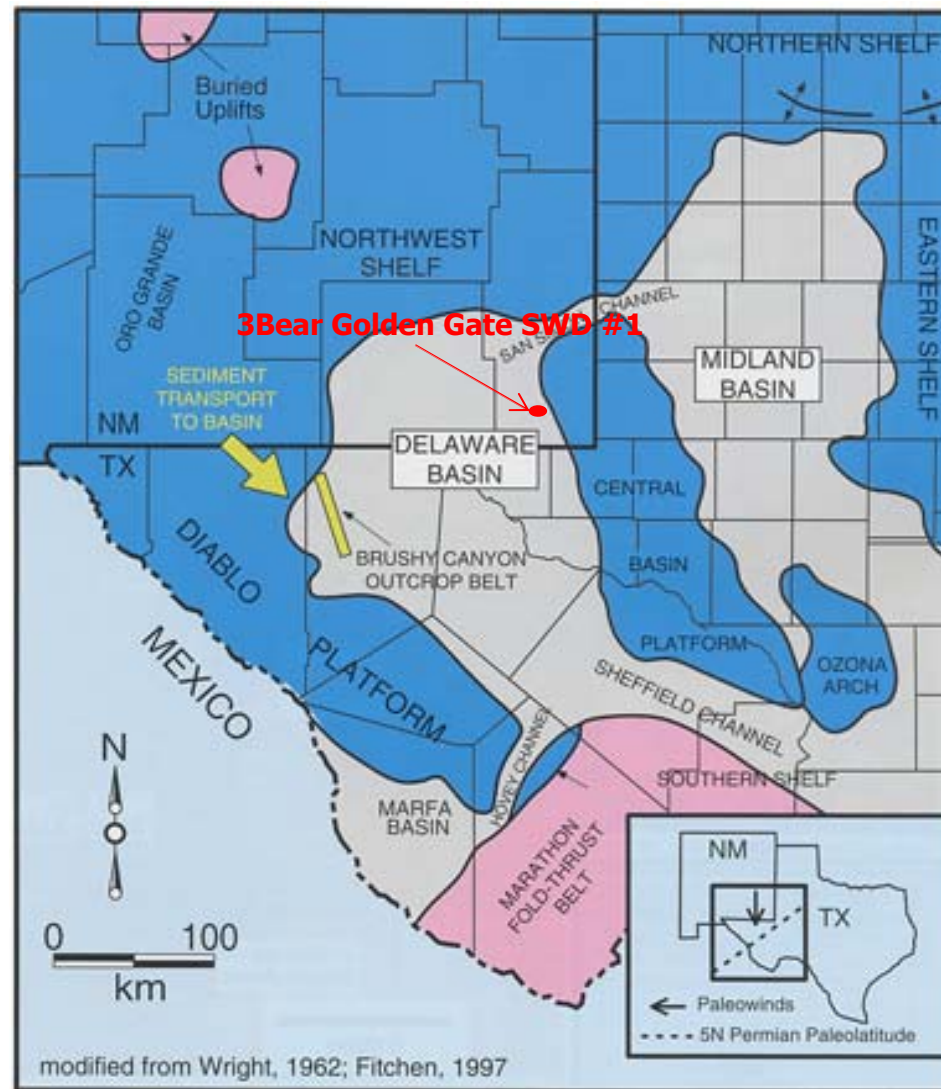 NORTHERN SHELF
Buried
Uplifts
EASTERN SHELF
ORO GRANDE
BASIN
NORTHWEST
SHELF
SAN CHANNEL
3Bear Golden Gate SWD #1
MIDLAND
BASIN
SEDIMENT
TRANSPORT
TO BASIN
NM
TX
DELAWARE
BASIN
CENTRAL
BASIN
PLATFORM
BRUSHY CANYON
OUTCROP BELT
DIABLO
PLATFORM
MEXICO
OZONA
ARCH
SHEFFIELD CHANNEL
HOVEY CHANNEL
SOUTHERN SHELF
N
MARFA
BASIN
MARATHON
FOLD-THRUST
BELT
0 100
km
NM
TX
Paleowinds
5N Permian Paleolatitude
modified from Wright, 1962; Fitchen, 1997